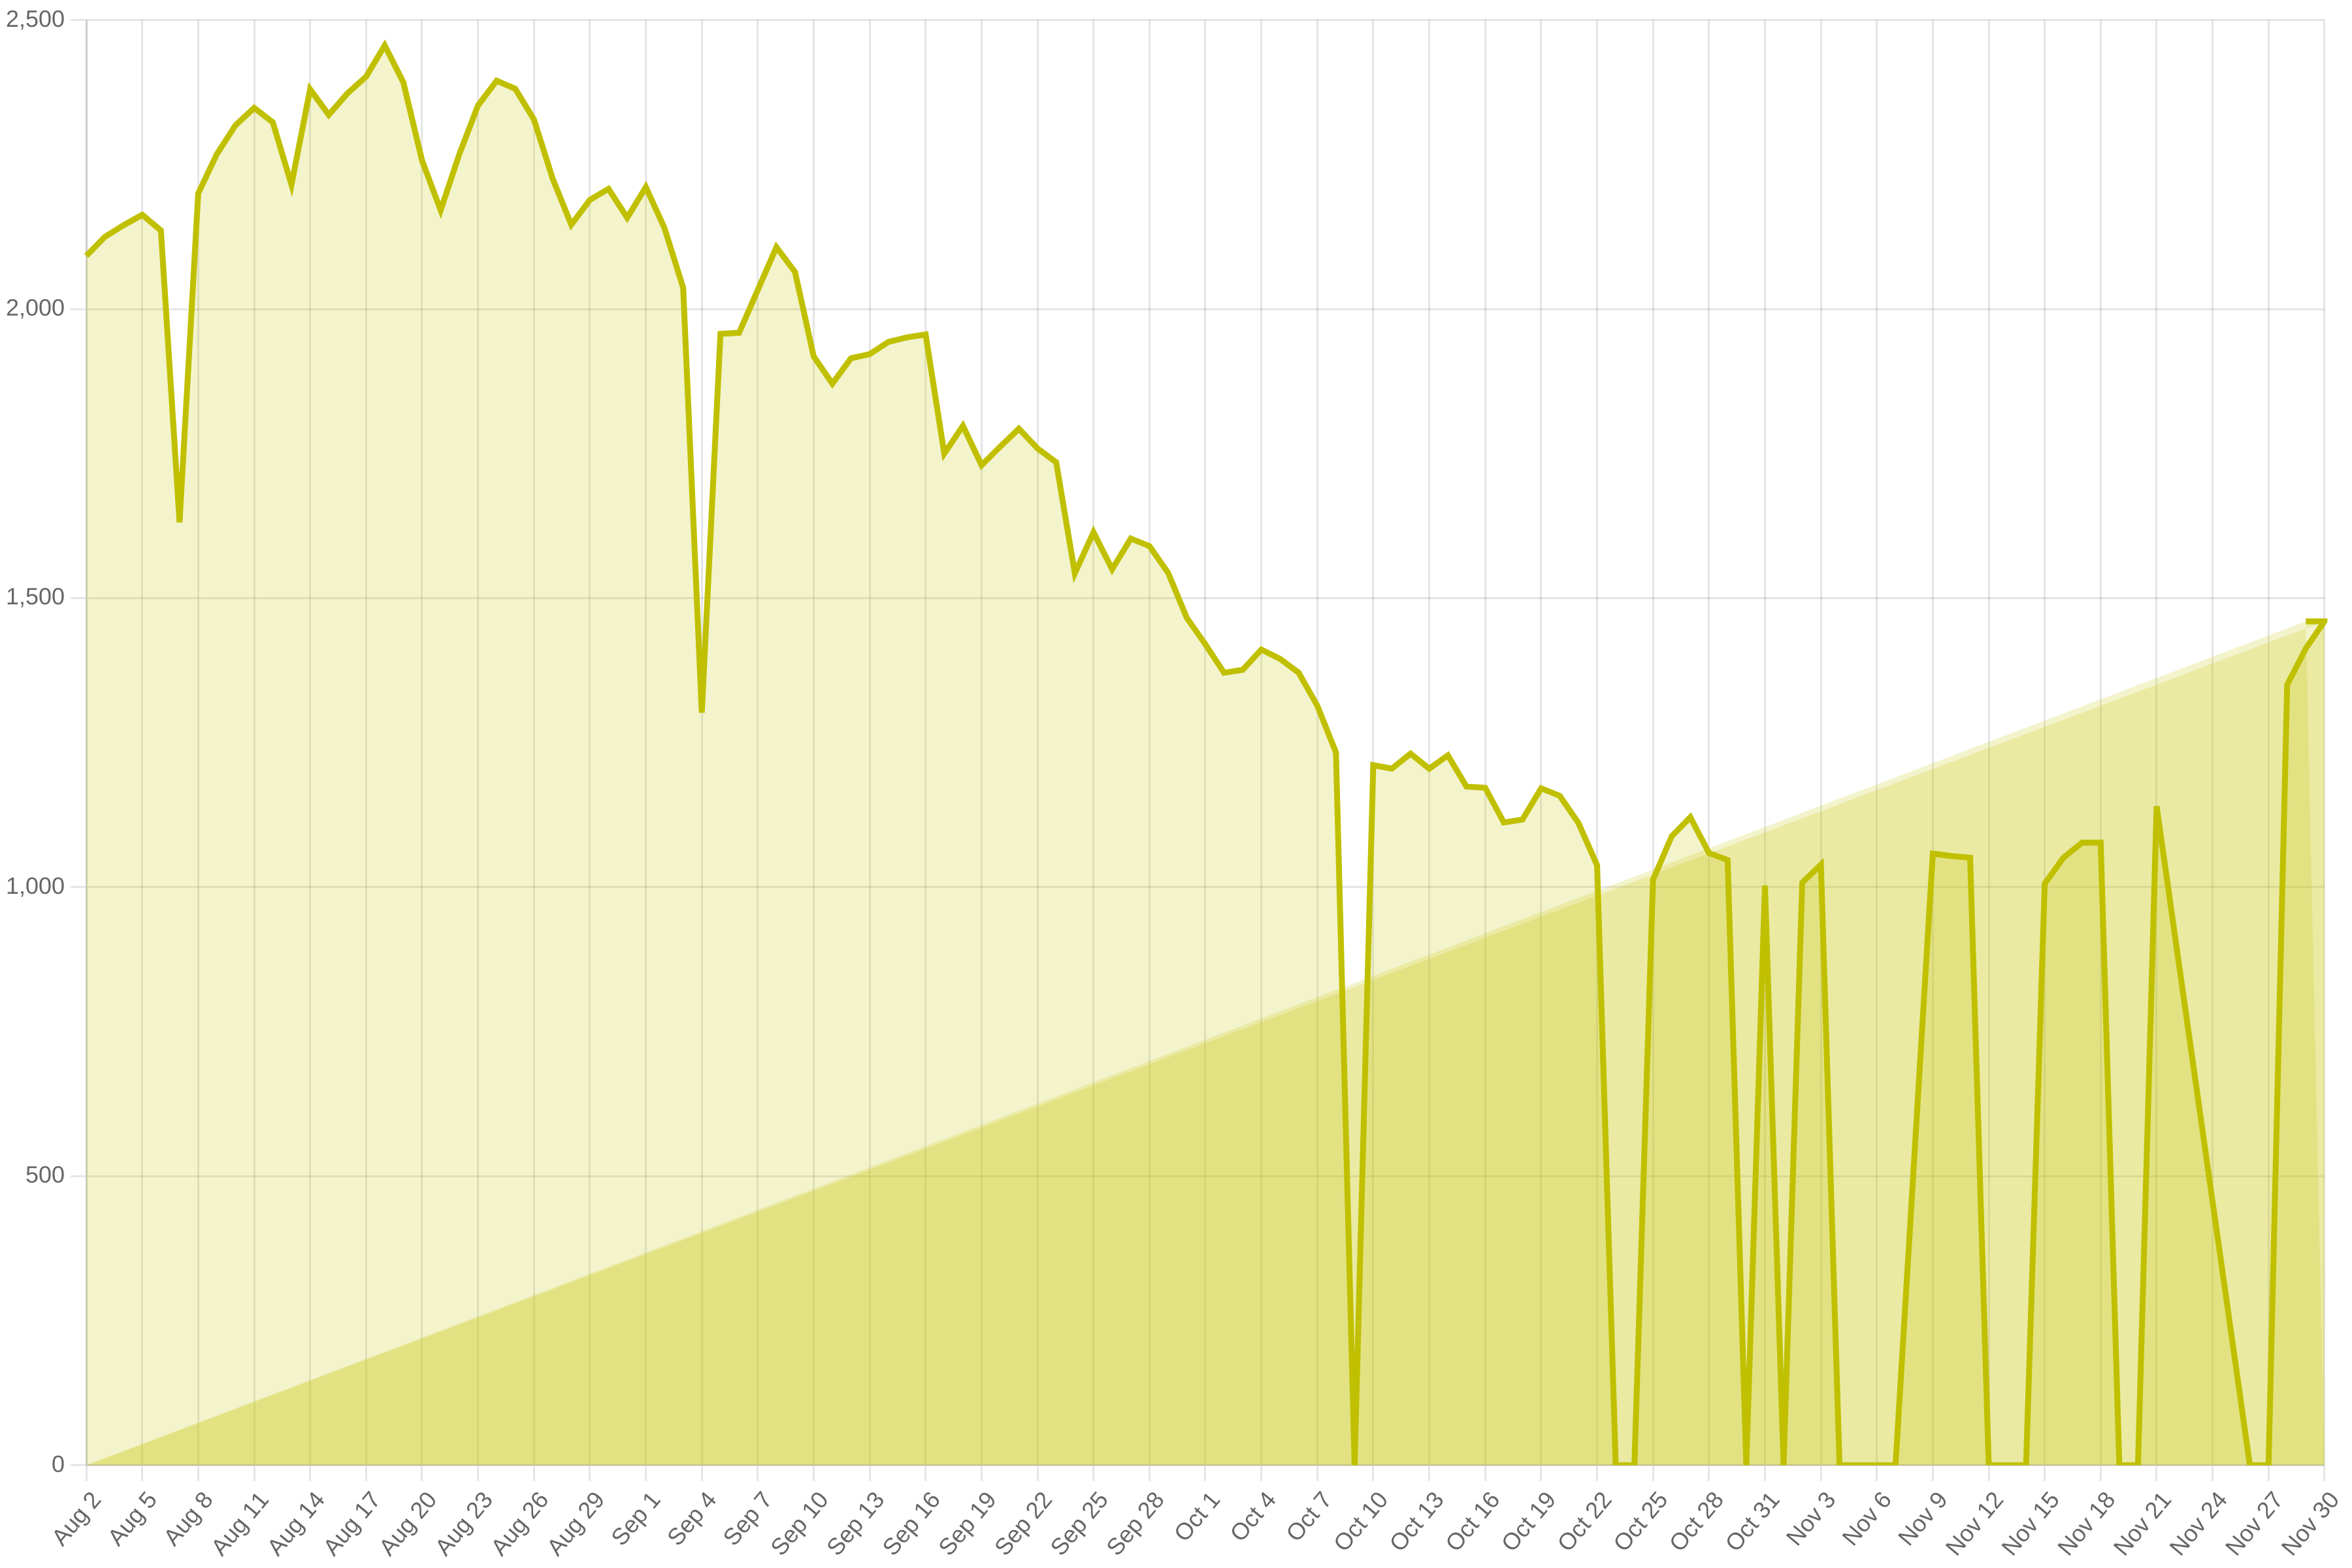 2,500
2,000
1,500
1,000
500
0
Aug 2
Aug 5
Aug 8
Aug 11
Aug 14
Aug 17
Aug 20
Aug 23
Aug 26
Aug 29
Sep 1
Sep 4
Sep 7
Sep 10
Sep 13
Sep 16
Sep 19
Sep 22
Sep 25
Sep 28
Oct 1
Oct 4
Oct 7
Oct 10
Oct 13
Oct 16
Oct 19
Oct 22
Oct 25
Oct 28
Oct 31
Nov 3
Nov 6
Nov 9
Nov 12
Nov 15
Nov 18
Nov 21
Nov 24
Nov 27
Nov 30